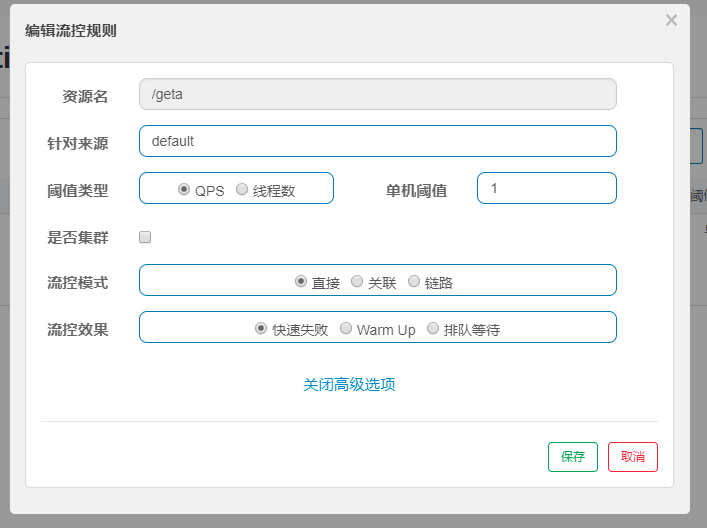 编辑流控规则
×
资源名 /geta
针对来源 default
阈值类型 QPS 线程数 单机阈值 1
是否集群
流控模式 直接 关联 链路
流控效果 快速失败 Warm Up 排队等待
关闭高级选项
保存 取消